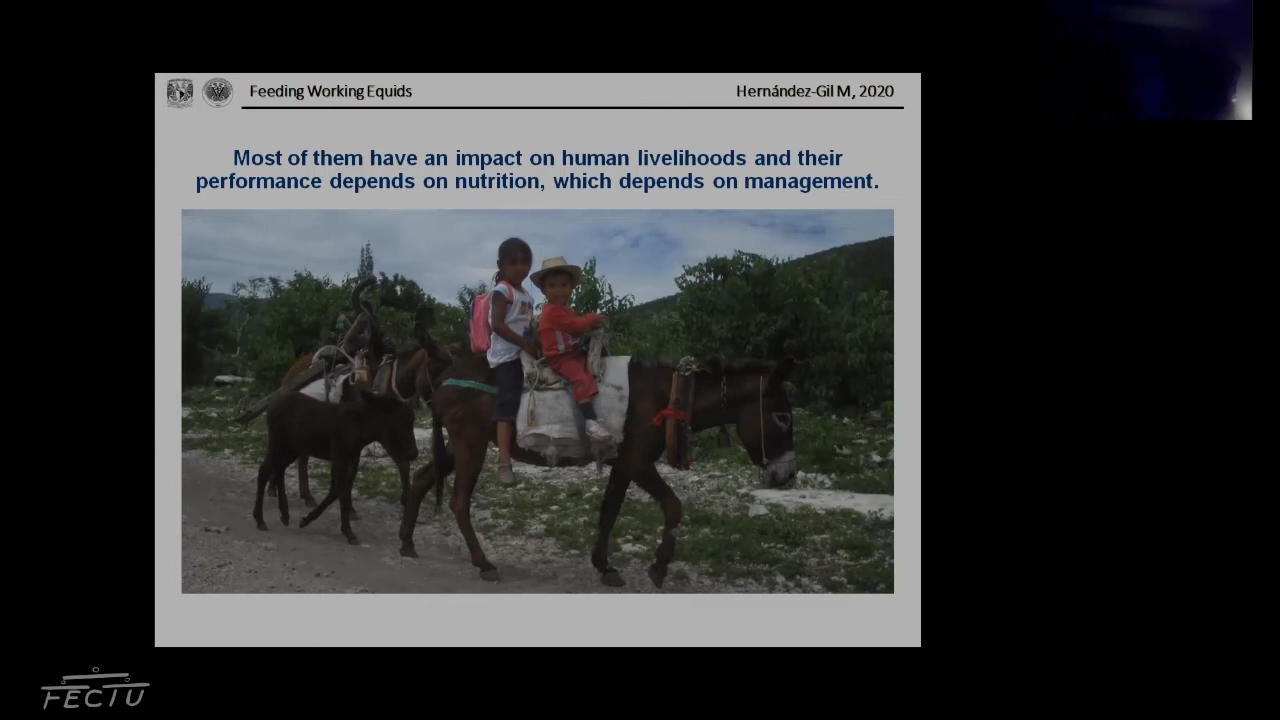 Feeding Working Equids
Hernández-Gil M, 2020
Most of them have an impact on human livelihoods and their
performance depends on nutrition, which depends on management.
FECTU